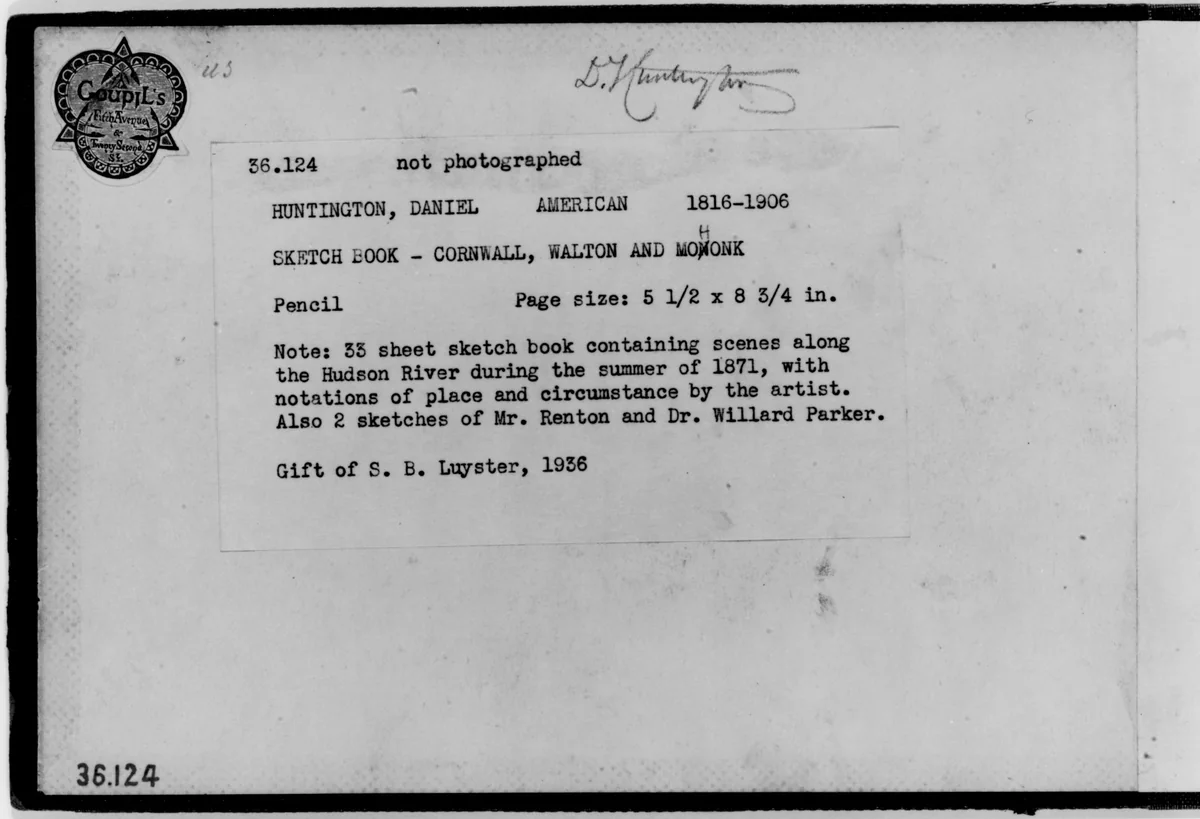 GOUPIL's
Fifth Avenue
&
Twenty Second
St.
D. Huntington
36.124 not photographed
HUNTINGTON, DANIEL AMERICAN 1816-1906
SKETCH BOOK - CORNWALL, WALTON AND MOHONK
Pencil Page size: 5 1/2 x 8 3/4 in.
Note: 33 sheet sketch book containing scenes along
the Hudson River during the summer of 1871, with
notations of place and circumstance by the artist.
Also 2 sketches of Mr. Renton and Dr. Willard Parker.
Gift of S. B. Luyster, 1936
36.124